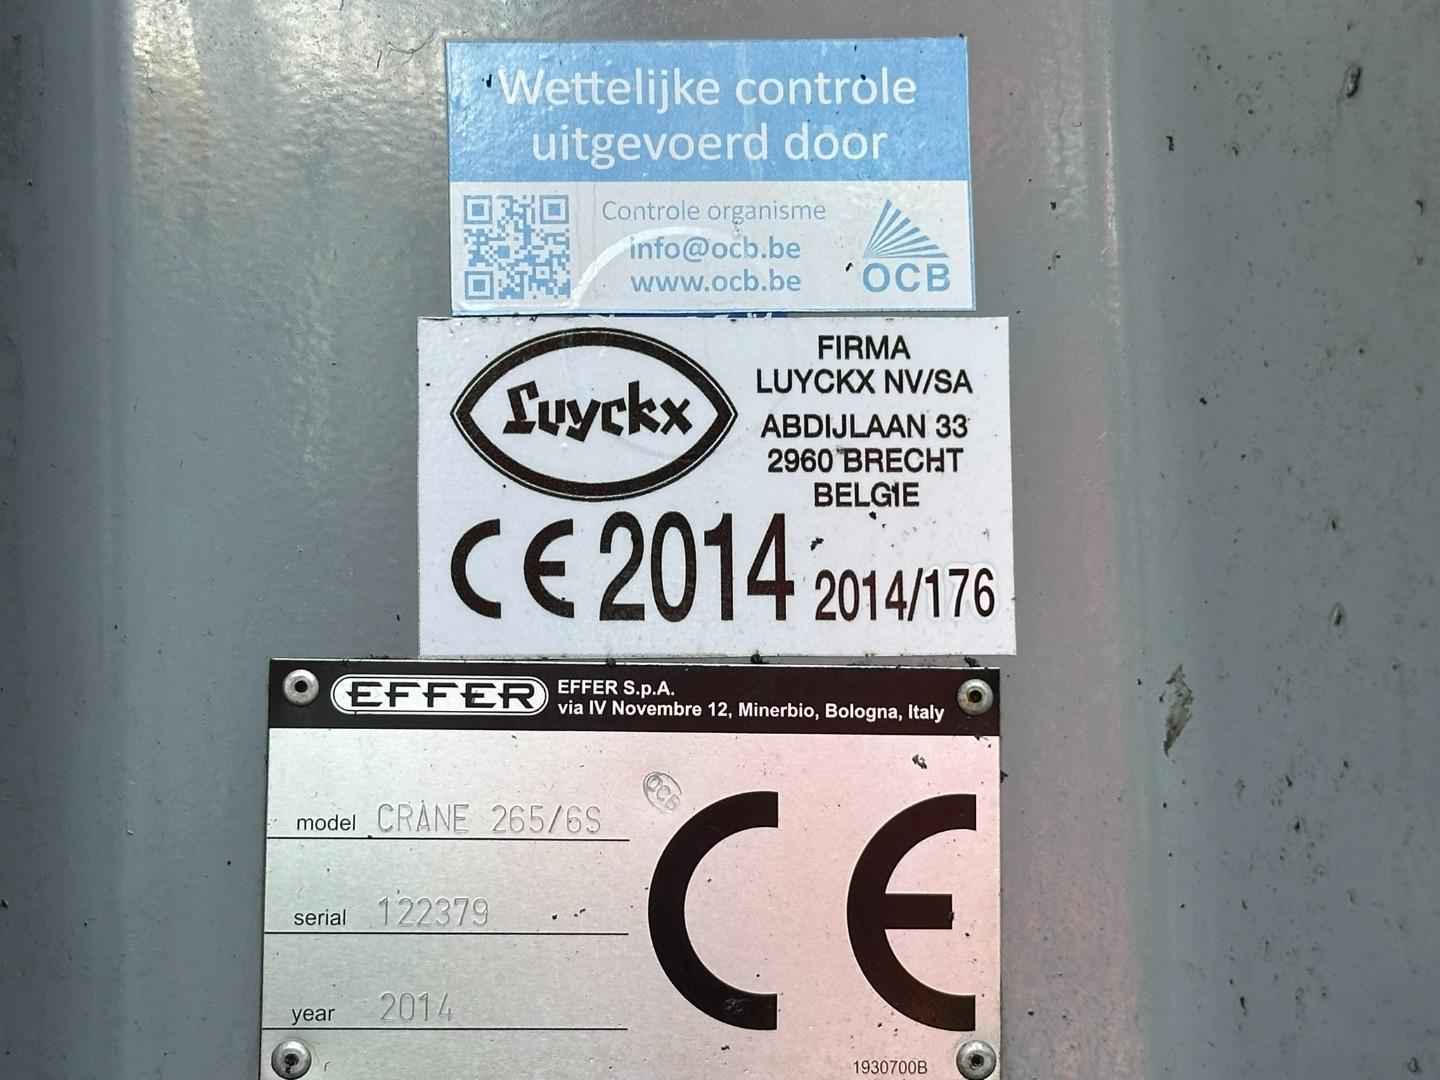 Wettelijke controle
uitgevoerd door
Controle organisme
info@ocb.be
www.ocb.be
OCB
Luyckx
FIRMA
LUYCKX NV/SA
ABDIJLAAN 33
2960 BRECHT
BELGIE
CE 2014 2014/176
EFFER
EFFER S.p.A.
via IV Novembre 12, Minerbio, Bologna, Italy
OCB
model CRANE 265/6S
serial 122379
year 2014
CE
1930700B